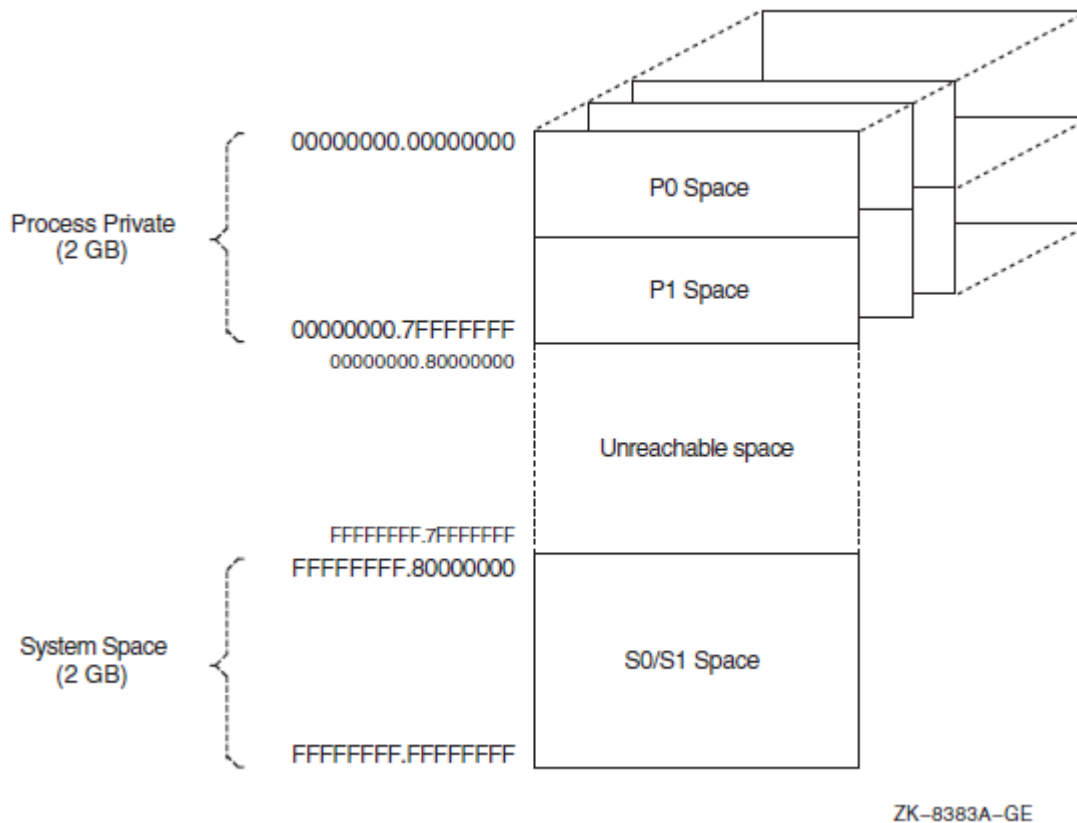 00000000.00000000
P0 Space
Process Private
(2 GB)
P1 Space
00000000.7FFFFFFF
00000000.80000000
Unreachable space
FFFFFFFF.7FFFFFFF
FFFFFFFF.80000000
System Space
(2 GB)
S0/S1 Space
FFFFFFFF.FFFFFFFF
ZK–8383A–GE